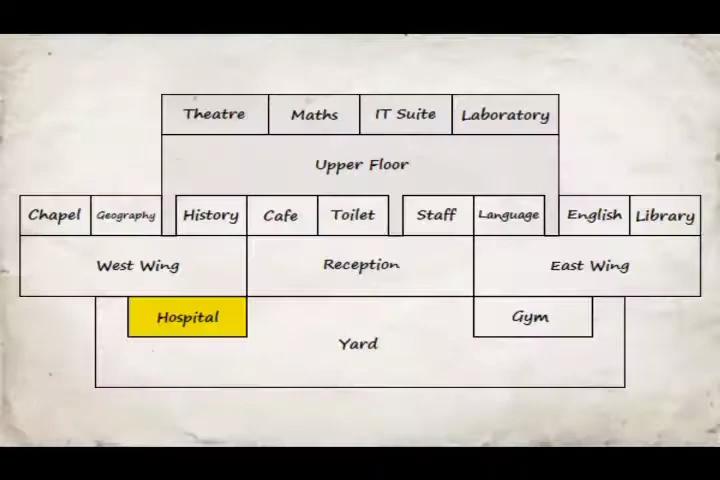 Theatre Maths IT Suite Laboratory
Upper Floor
Chapel Geography History Cafe Toilet Staff Language English Library
West Wing Reception East Wing
Hospital Gym
Yard